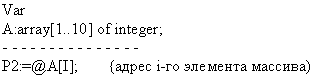 Var
A:array[1..10] of integer;
- - - - - - - - - - - - - - -
P2:=@A[I]; {адрес i-го элемента массива)